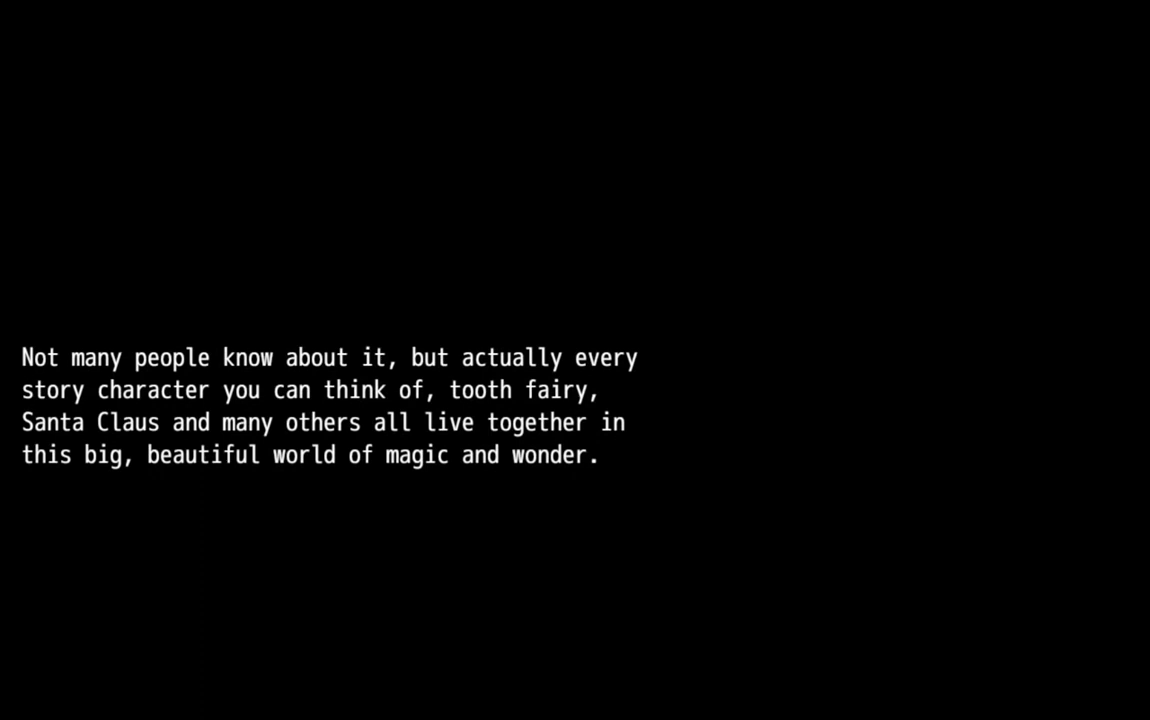 Not many people know about it, but actually every
story character you can think of, tooth fairy,
Santa Claus and many others all live together in
this big, beautiful world of magic and wonder.